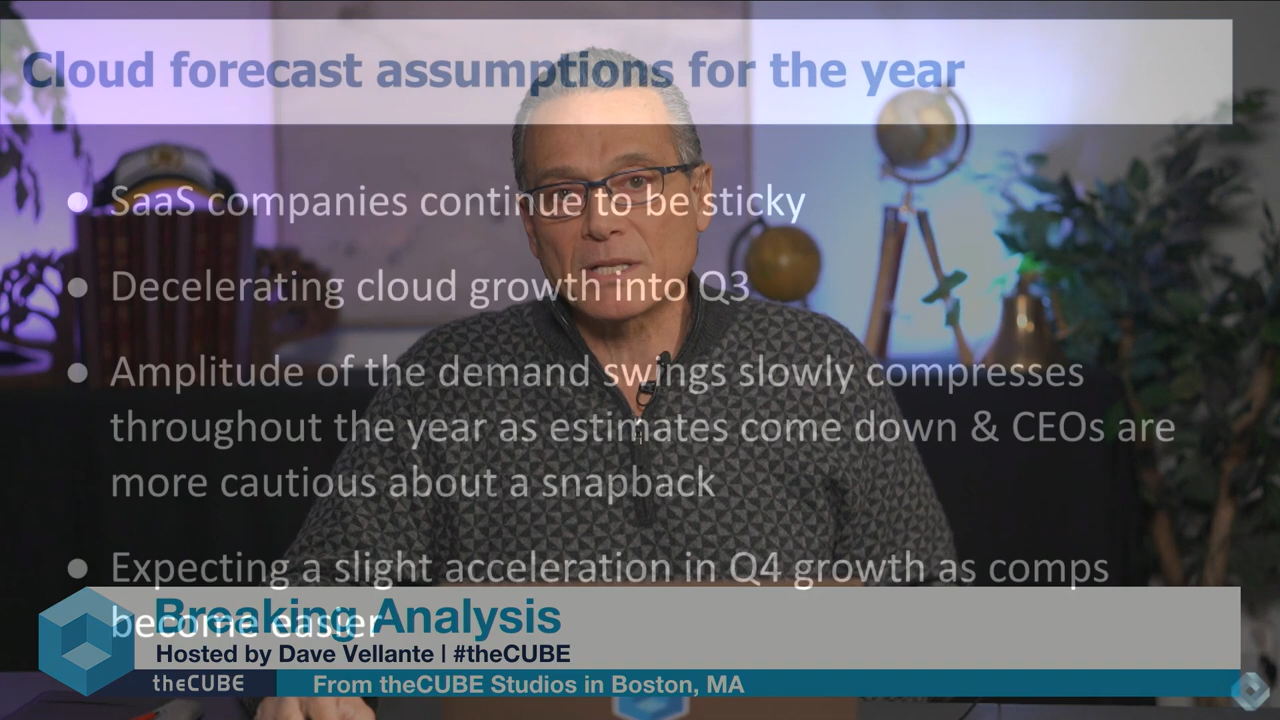 Cloud forecast assumptions for the year
● SaaS companies continue to be sticky
● Decelerating cloud growth into Q3
● Amplitude of the demand swings slowly compresses
throughout the year as estimates come down & CEOs are
more cautious about a snapback
● Expecting a slight acceleration in Q4 growth as comps
become easier
Breaking Analysis
Hosted by Dave Vellante | #theCUBE
theCUBE
From theCUBE Studios in Boston, MA